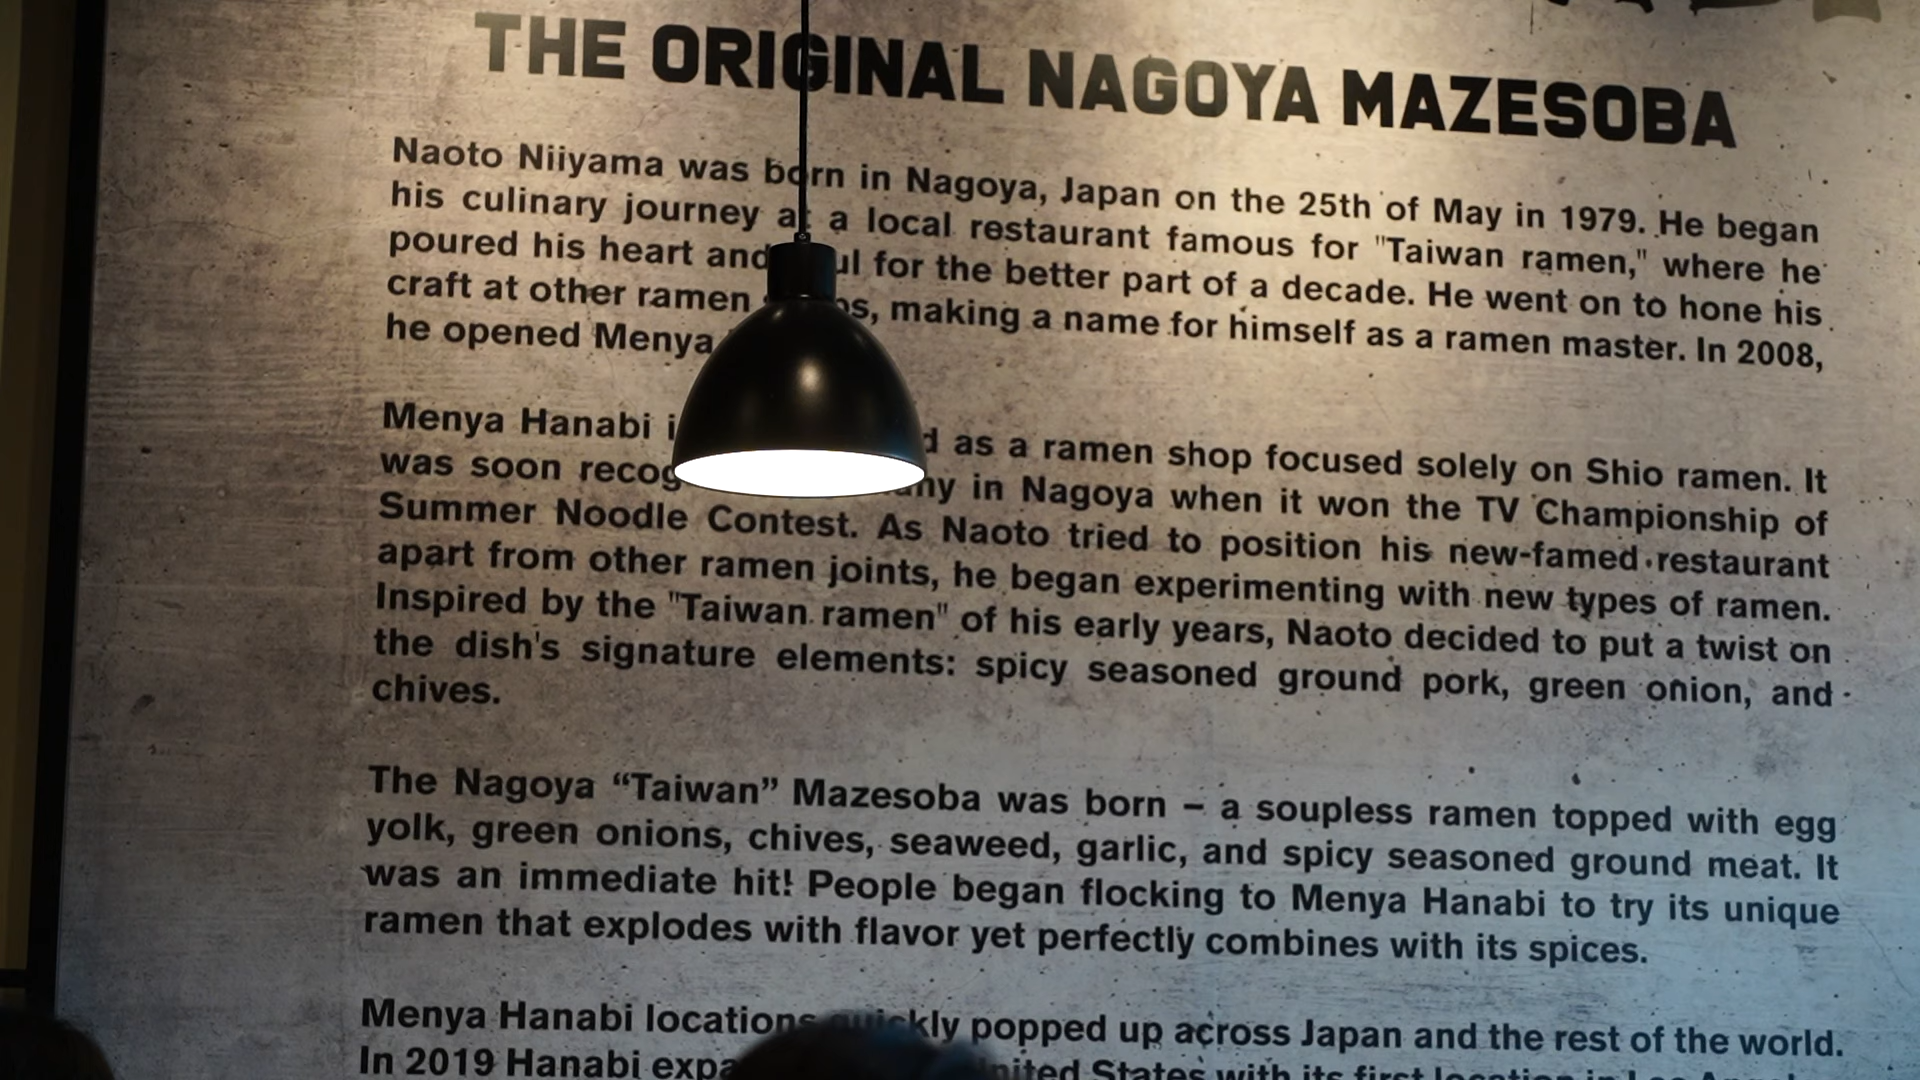 THE ORIGINAL NAGOYA MAZESOBA
Naoto Niiyama was born in Nagoya, Japan on the 25th of May in 1979. He began
his culinary journey at a local restaurant famous for "Taiwan ramen," where he
poured his heart and for the better part of a decade. He went on to hone his
craft at other ramen making a name for himself as a ramen master. In 2008,
he opened Menya
Menya Hanabi as a ramen shop focused solely on Shio ramen. It
was soon in Nagoya when it won the TV Championship of
Summer Noodle Contest. As Naoto tried to position his new-famed restaurant
apart from other ramen joints, he began experimenting with new types of ramen.
Inspired by the "Taiwan ramen" of his early years, Naoto decided to put a twist on
the dish's signature elements: spicy seasoned ground pork, green onion, and
chives.
The Nagoya “Taiwan” Mazesoba was born – a soupless ramen topped with egg
yolk, green onions, chives, seaweed, garlic, and spicy seasoned ground meat. It
was an immediate hit! People began flocking to Menya Hanabi to try its unique
ramen that explodes with flavor yet perfectly combines with its spices.
Menya Hanabi locations quickly popped up across Japan and the rest of the world.
In 2019 Hanabi United States with its first location in